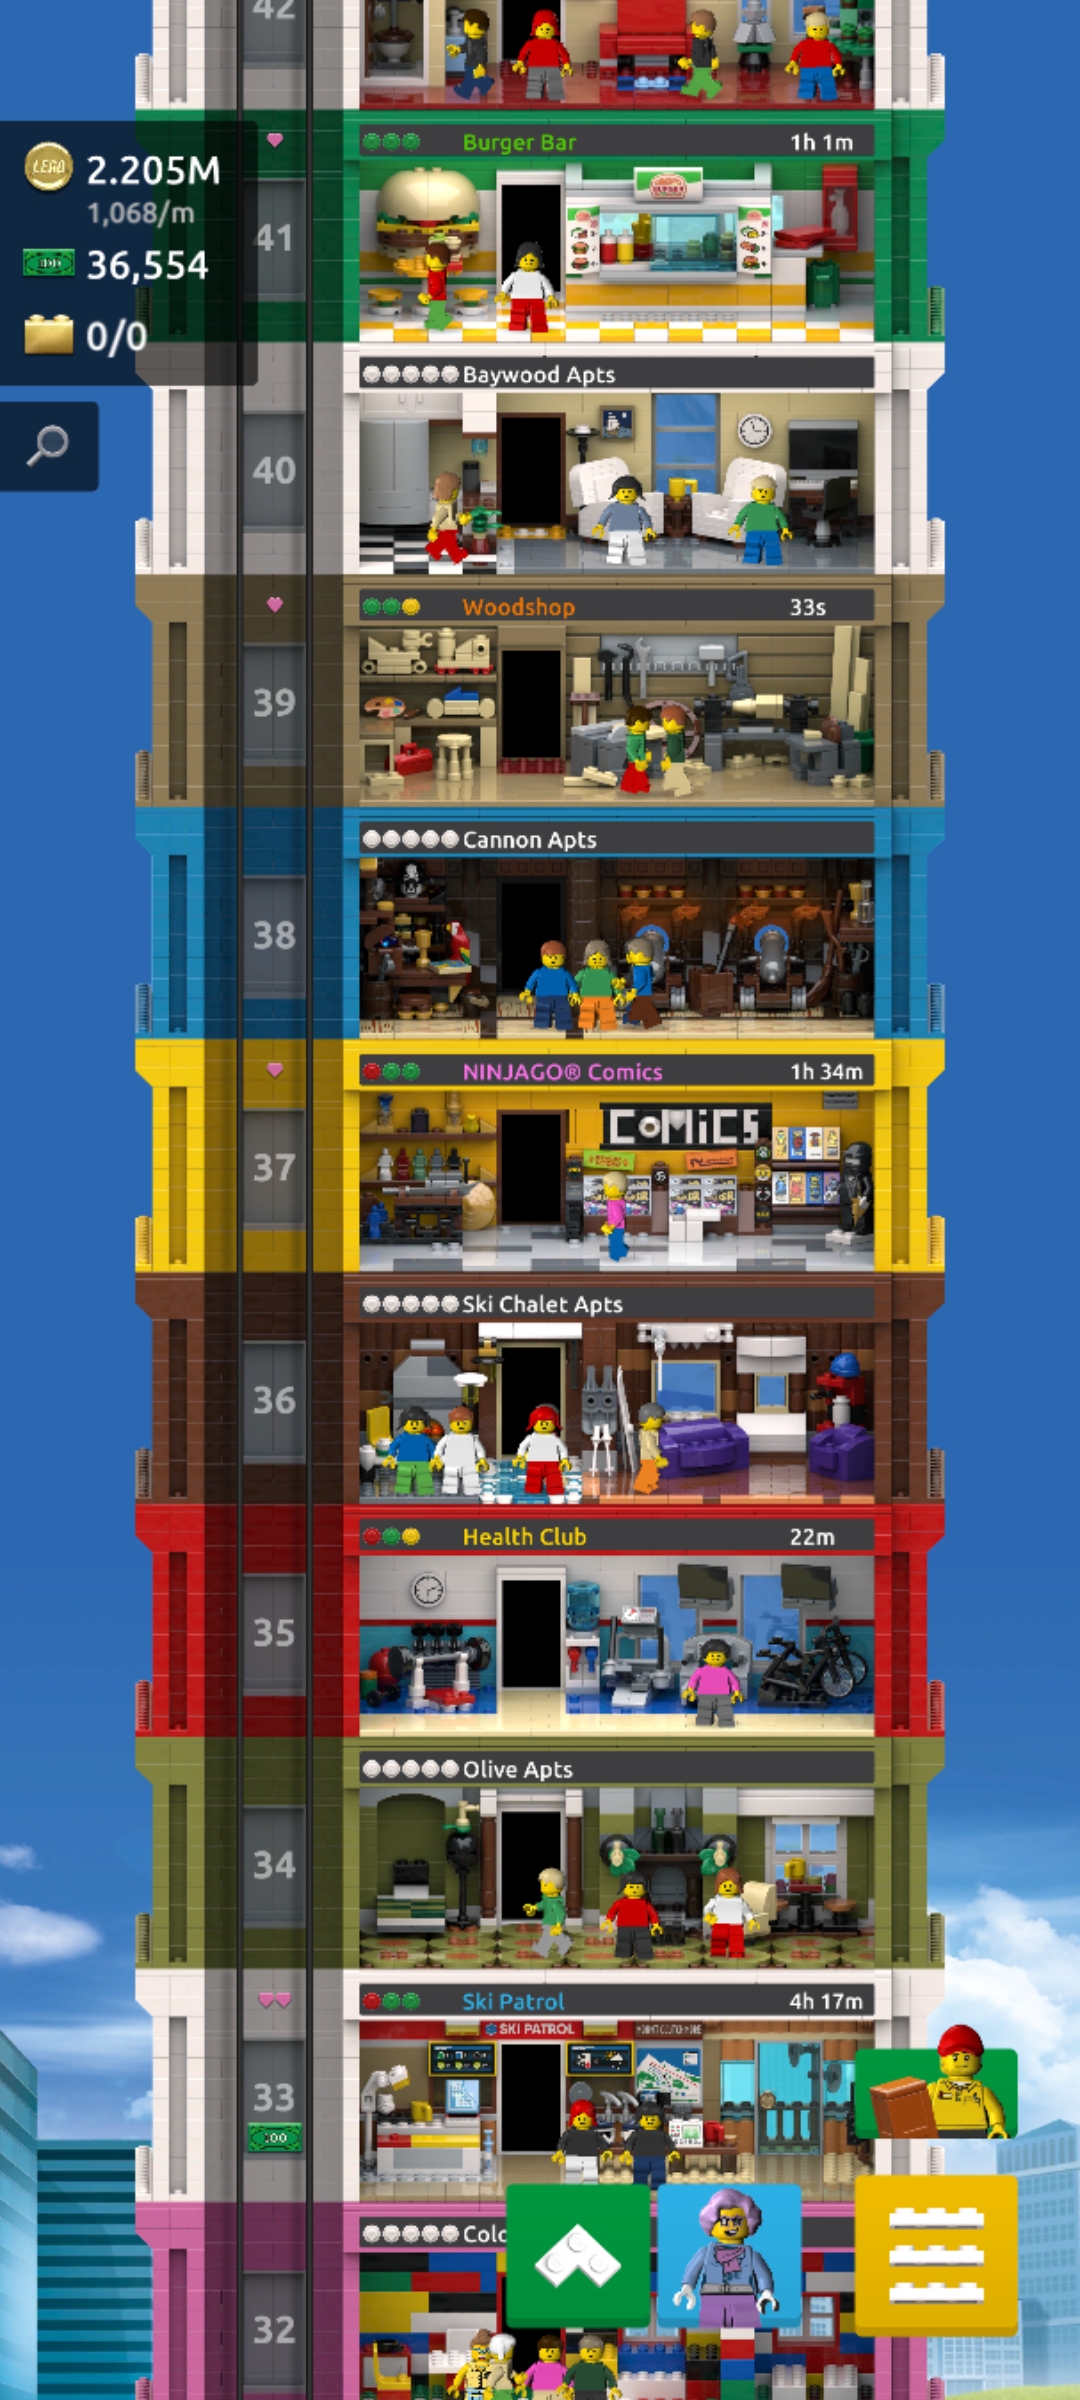 42
Burger Bar 1h 1m
LEGO 2.205M
1,068/m
41
100 36,554
0/0
Baywood Apts
40
Woodshop 33s
39
Cannon Apts
38
NINJAGO® Comics 1h 34m
COMICS
37
Ski Chalet Apts
36
Health Club 22m
35
Olive Apts
34
Ski Patrol 4h 17m
SKI PATROL
33
100
32